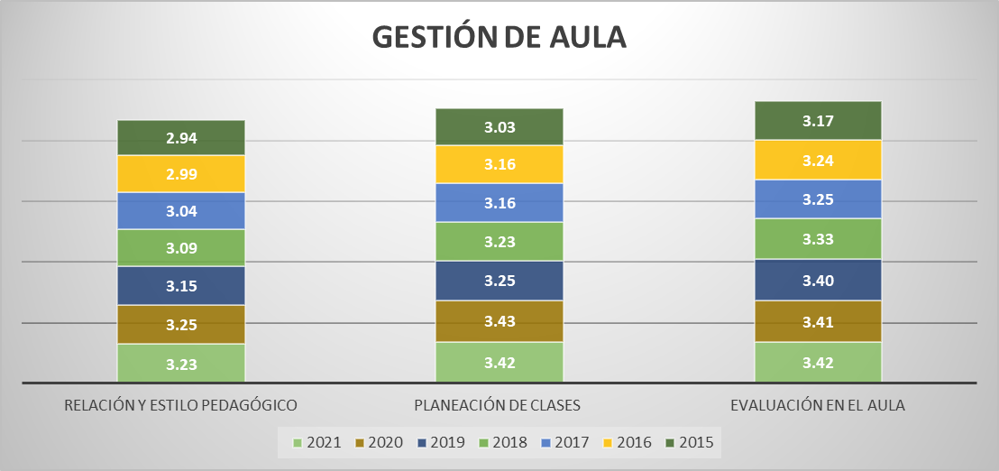 GESTIÓN DE AULA
2.94 3.03 3.17
2.99 3.16 3.24
3.04 3.16 3.25
3.09 3.23 3.33
3.15 3.25 3.40
3.25 3.43 3.41
3.23 3.42 3.42
RELACIÓN Y ESTILO PEDAGÓGICO PLANEACIÓN DE CLASES EVALUACIÓN EN EL AULA
2021 2020 2019 2018 2017 2016 2015